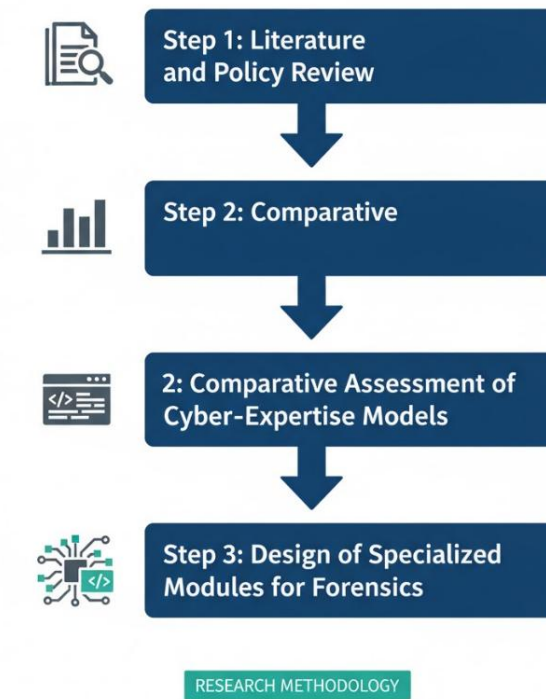 Step 1: Literature
and Policy Review
Step 2: Comparative
2: Comparative Assessment of
Cyber-Expertise Models
</>
Step 3: Design of Specialized
Modules for Forensics
</>
RESEARCH METHODOLOGY